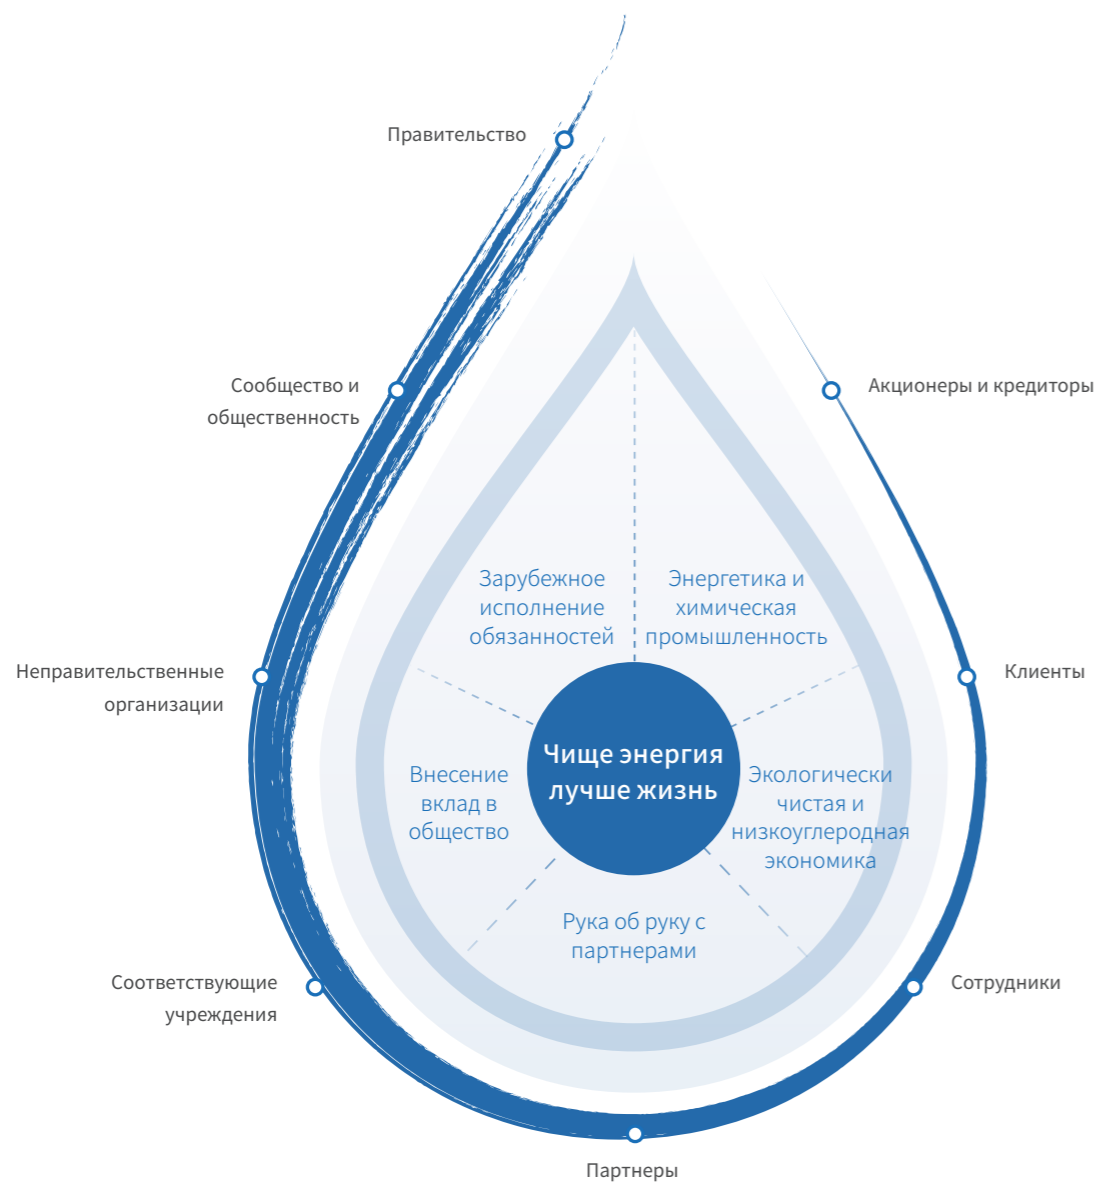 Правительство
Сообщество и
общественность
Акционеры и кредиторы
Зарубежное
исполнение
обязанностей
Энергетика и
химическая
промышленность
Неправительственные
организации
Клиенты
Чище энергия
лучше жизнь
Внесение
вклад в
общество
Экологически
чистая и
низкоуглеродная
экономика
Рука об руку с
партнерами
Соответствующие
учреждения
Сотрудники
Партнеры